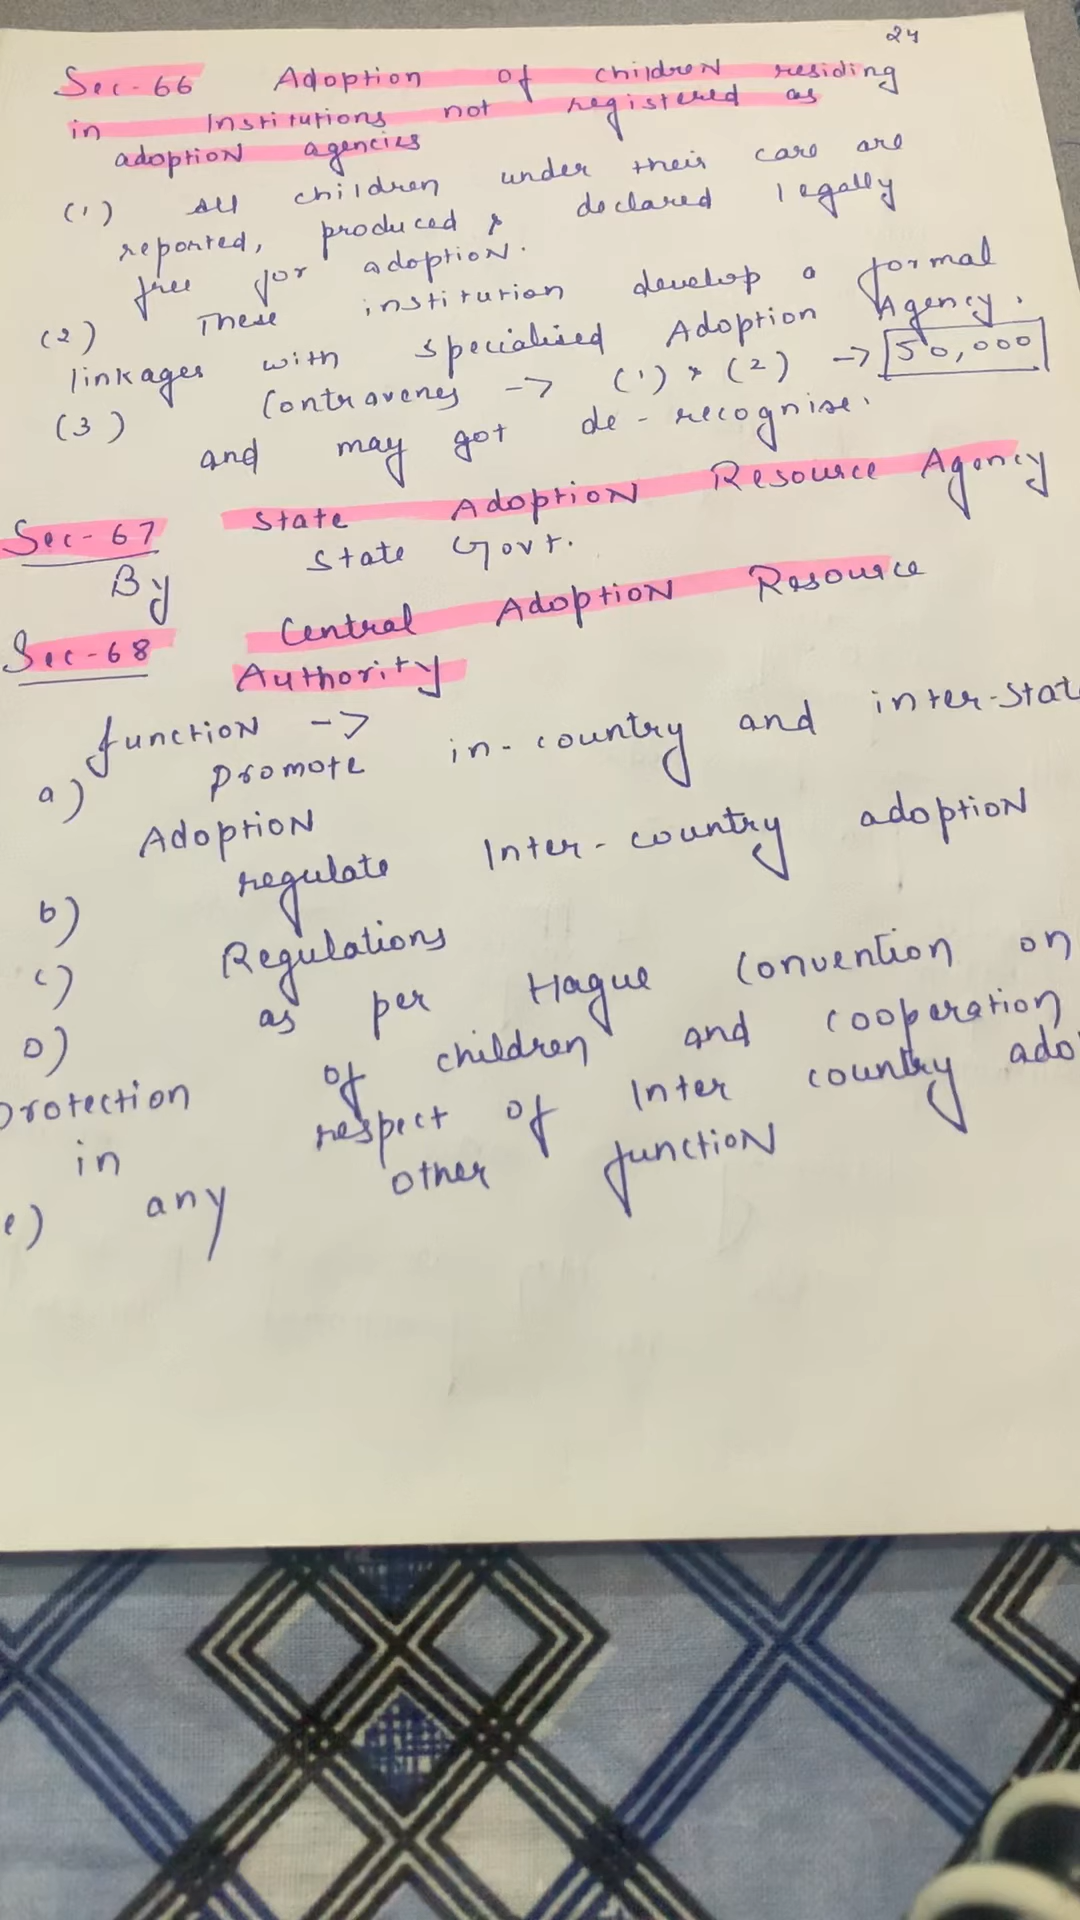 24
Sec-66 Adoption of children residing
in Institutions not registered as
adoption agencies
(1) All children under their care are
reported, produced & declared legally
free for adoption.
(2) These institution develop a formal
linkages with specialised Adoption Agency.
(3) Contravenes -> (1) & (2) -> 50,000
and may got de-recognise.
Sec-67 State Adoption Resource Agency
By State Govt.
Sec-68 Central Adoption Resource
Authority
function ->
a) promote in-country and inter-state
Adoption
b) regulate Inter-country adoption
c) Regulations
D) as per Hague Convention on
protection of children and cooperation
in respect of Inter country ado
e) any other function